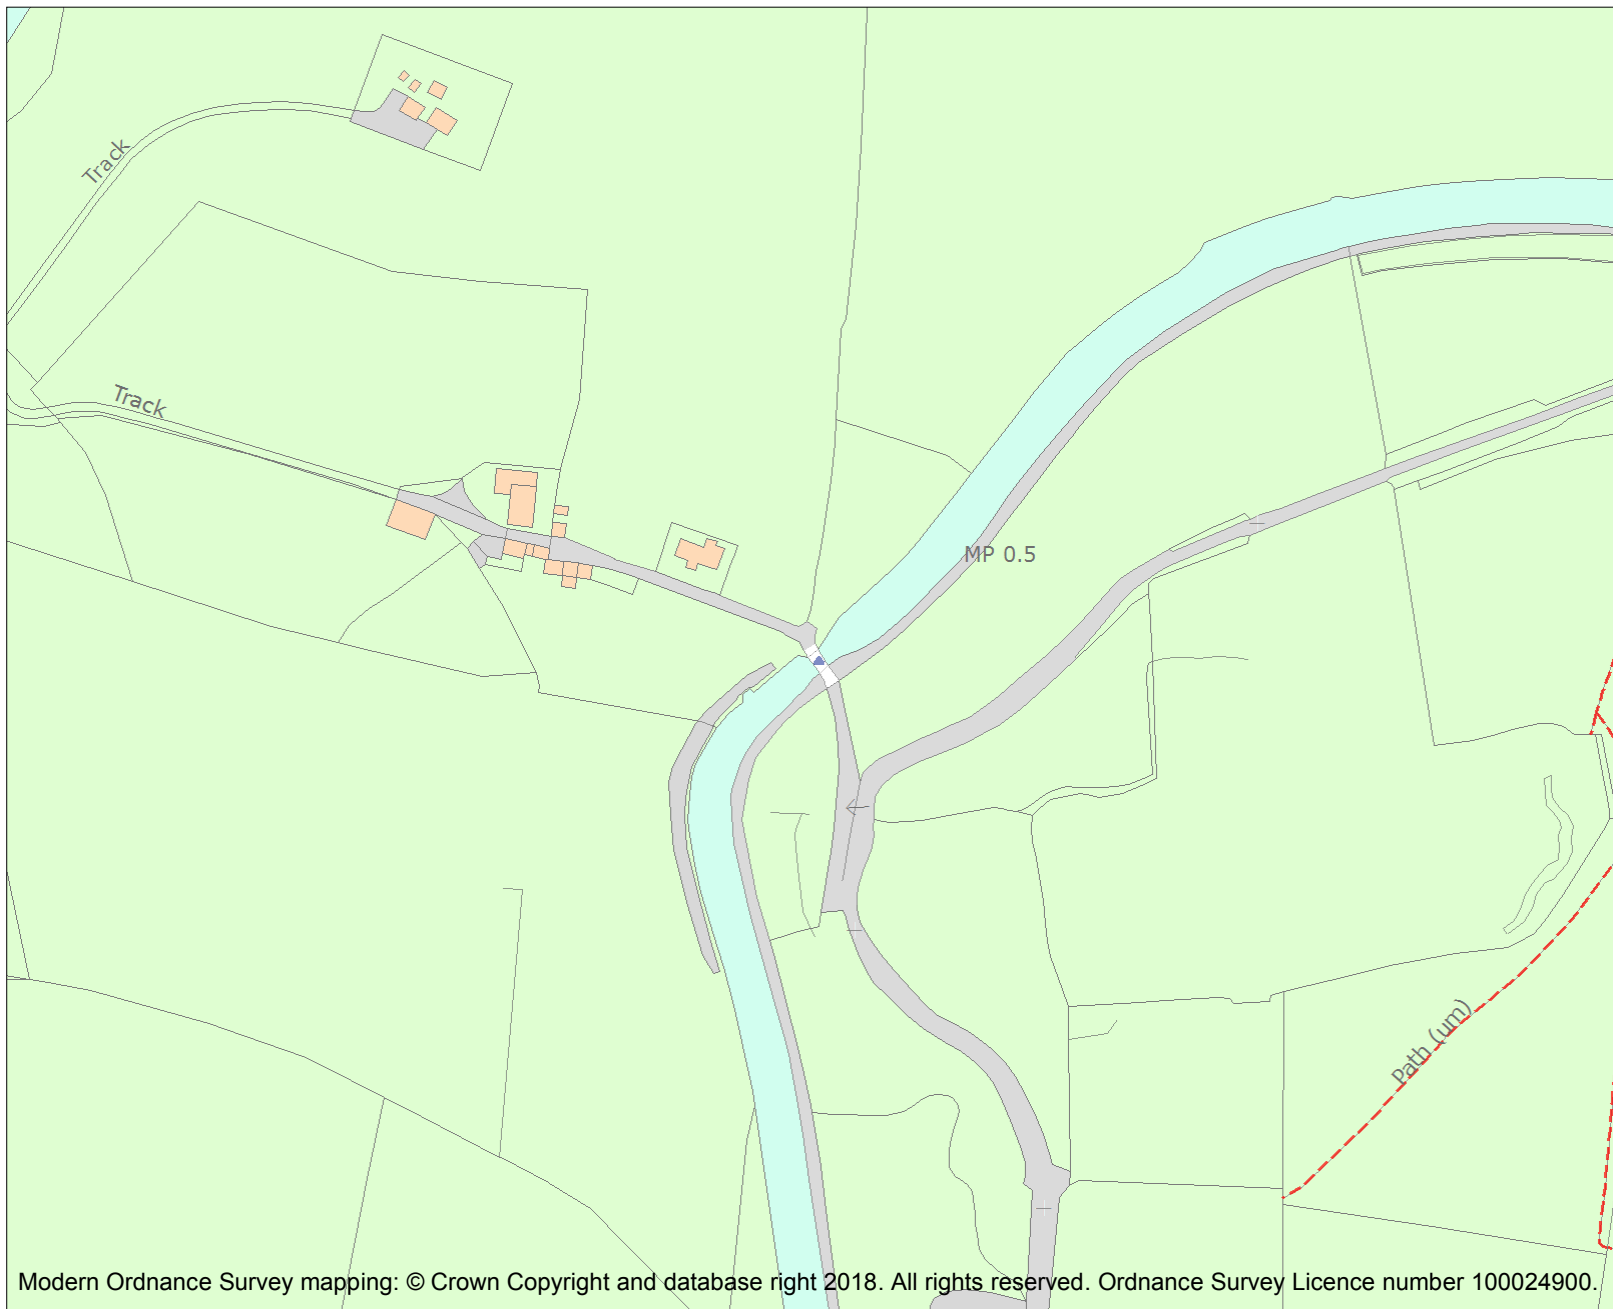 Track
Track
MP 0.5
Path (um)
Modern Ordnance Survey mapping: © Crown Copyright and database right 2018. All rights reserved. Ordnance Survey Licence number 100024900.